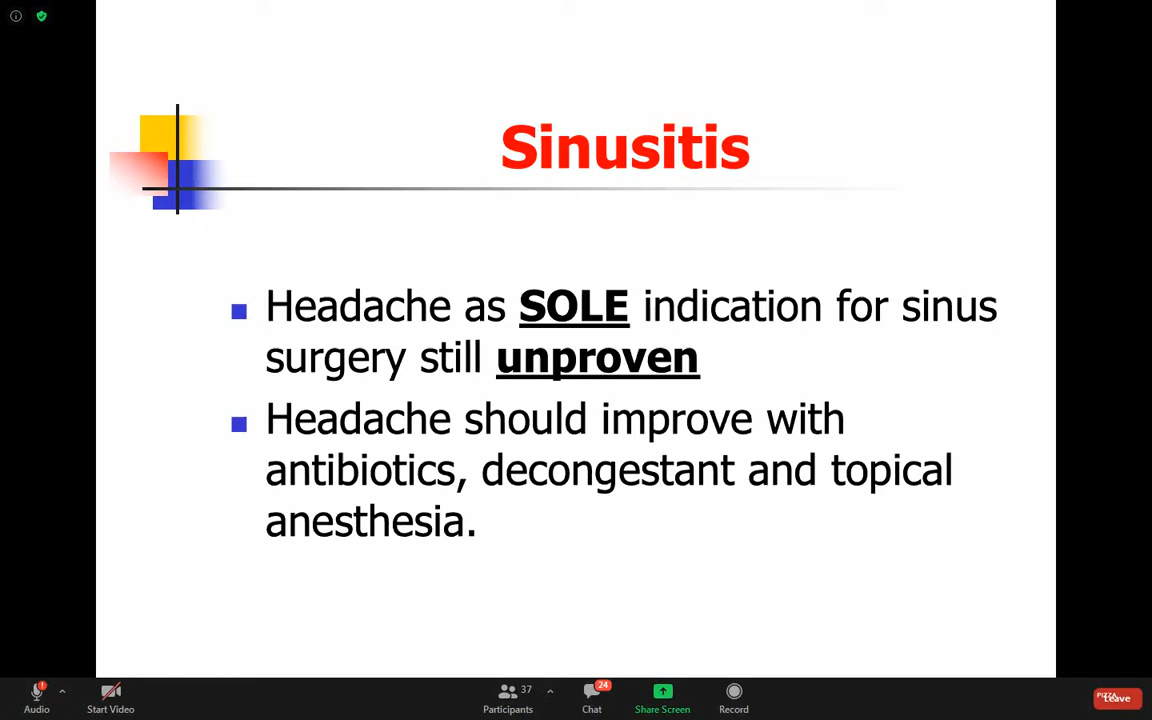 Sinusitis
Headache as SOLE indication for sinus
surgery still unproven
Headache should improve with
antibiotics, decongestant and topical
anesthesia.
37
24
Audio
Start Video
Participants
Chat
Share Screen
Record
PIZZA
Leave